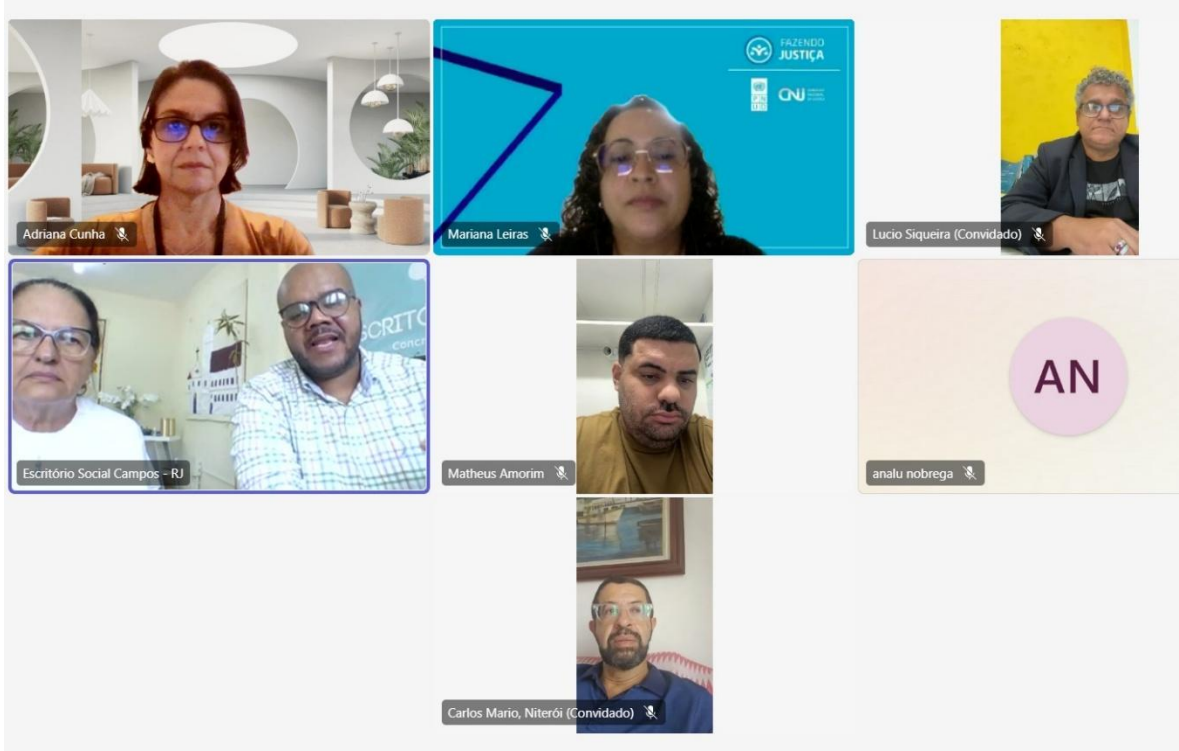 FAZENDO
JUSTIÇA
CNJ
Adriana Cunha
Mariana Leiras
Lucio Siqueira (Convidado)
SCRITO
Escritório Social Campos - RJ
Matheus Amorim
AN
analu nobrega
Carlos Mario, Niterói (Convidado)